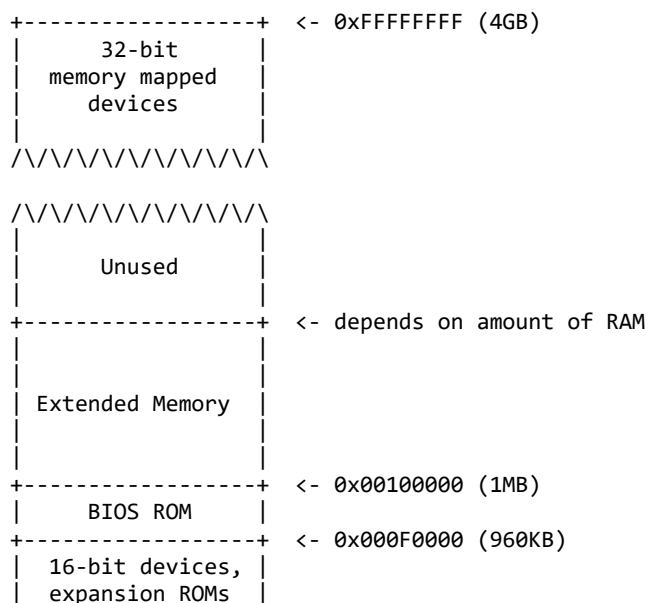 +------------------+ <- 0xFFFFFFFF (4GB)
| 32-bit |
| memory mapped |
| devices |
| |
/\/\/\/\/\/\/\/\/\/\
/\/\/\/\/\/\/\/\/\/\
| |
| Unused |
| |
+------------------+ <- depends on amount of RAM
| |
| |
| Extended Memory |
| |
| |
+------------------+ <- 0x00100000 (1MB)
| BIOS ROM |
+------------------+ <- 0x000F0000 (960KB)
| 16-bit devices, |
| expansion ROMs |